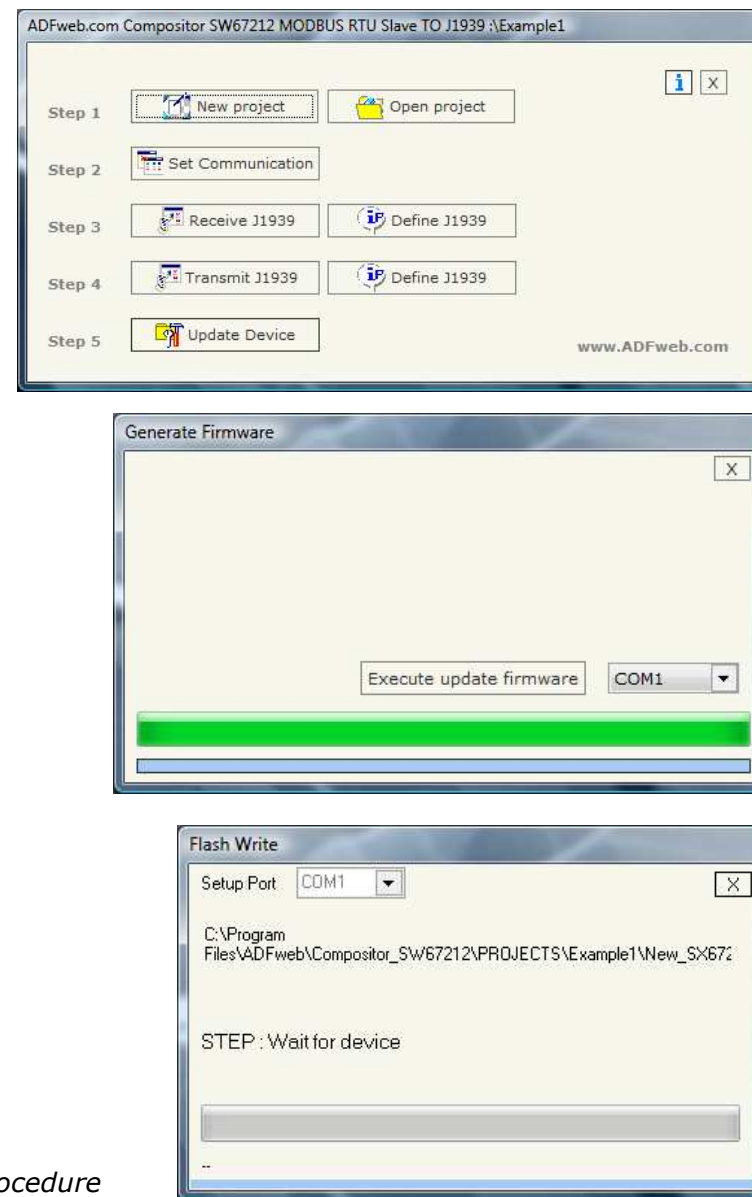 ADFweb.com Compositor SW67212 MODBUS RTU Slave TO J1939 :\Example1
i X
Step 1 New project Open project
Step 2 Set Communication
Step 3 Receive J1939 iP Define J1939
Step 4 Transmit J1939 iP Define J1939
Step 5 Update Device
www.ADFweb.com
Generate Firmware
X
Execute update firmware COM1
Flash Write
Setup Port COM1 X
C:\Program
Files\ADFweb\Compositor_SW67212\PROJECTS\Example1\New_SX672
STEP : Wait for device
--
ocedure